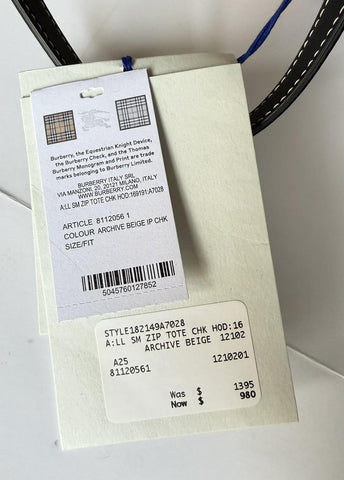 Burberry, the Equestrian Knight Device,
the Burberry Check, and the Thomas
Burberry Monogram and Print are trade
marks belonging to Burberry Limited.
BURBERRY ITALY SRL
VIA MANZONI, 20121 MILANO, ITALY
WWW.BURBERRY.COM
A:LL SM ZIP TOTE CHK HOD:169191:A7028
ARTICLE 8112056 1
COLOUR ARCHIVE BEIGE IP CHK
SIZE/FIT
5045760127852
STYLE182149A7028
A:LL SM ZIP TOTE CHK HOD:16
ARCHIVE BEIGE 12102
A25 1210201
81120561
Was $ 1395
Now $ 980